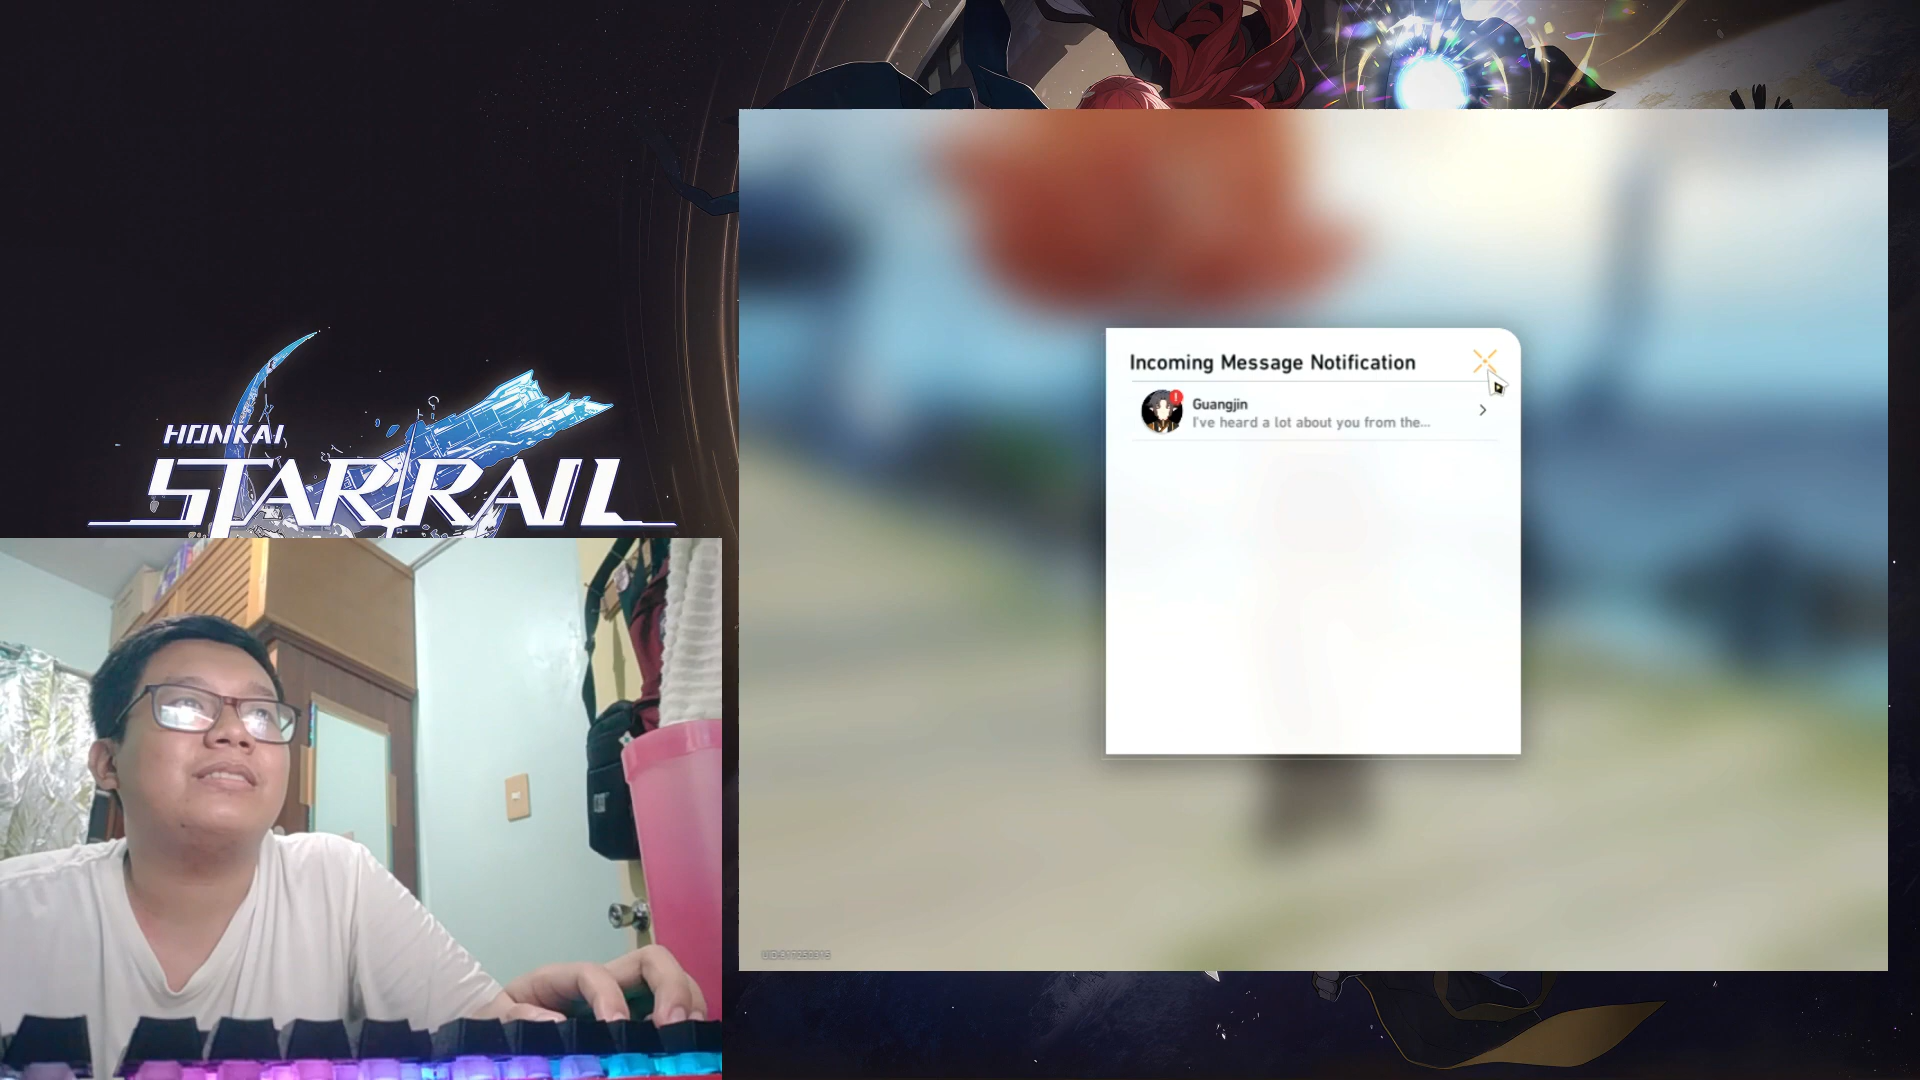 HONKAI
STAR RAIL
Incoming Message Notification
Guangjin
I've heard a lot about you from the...